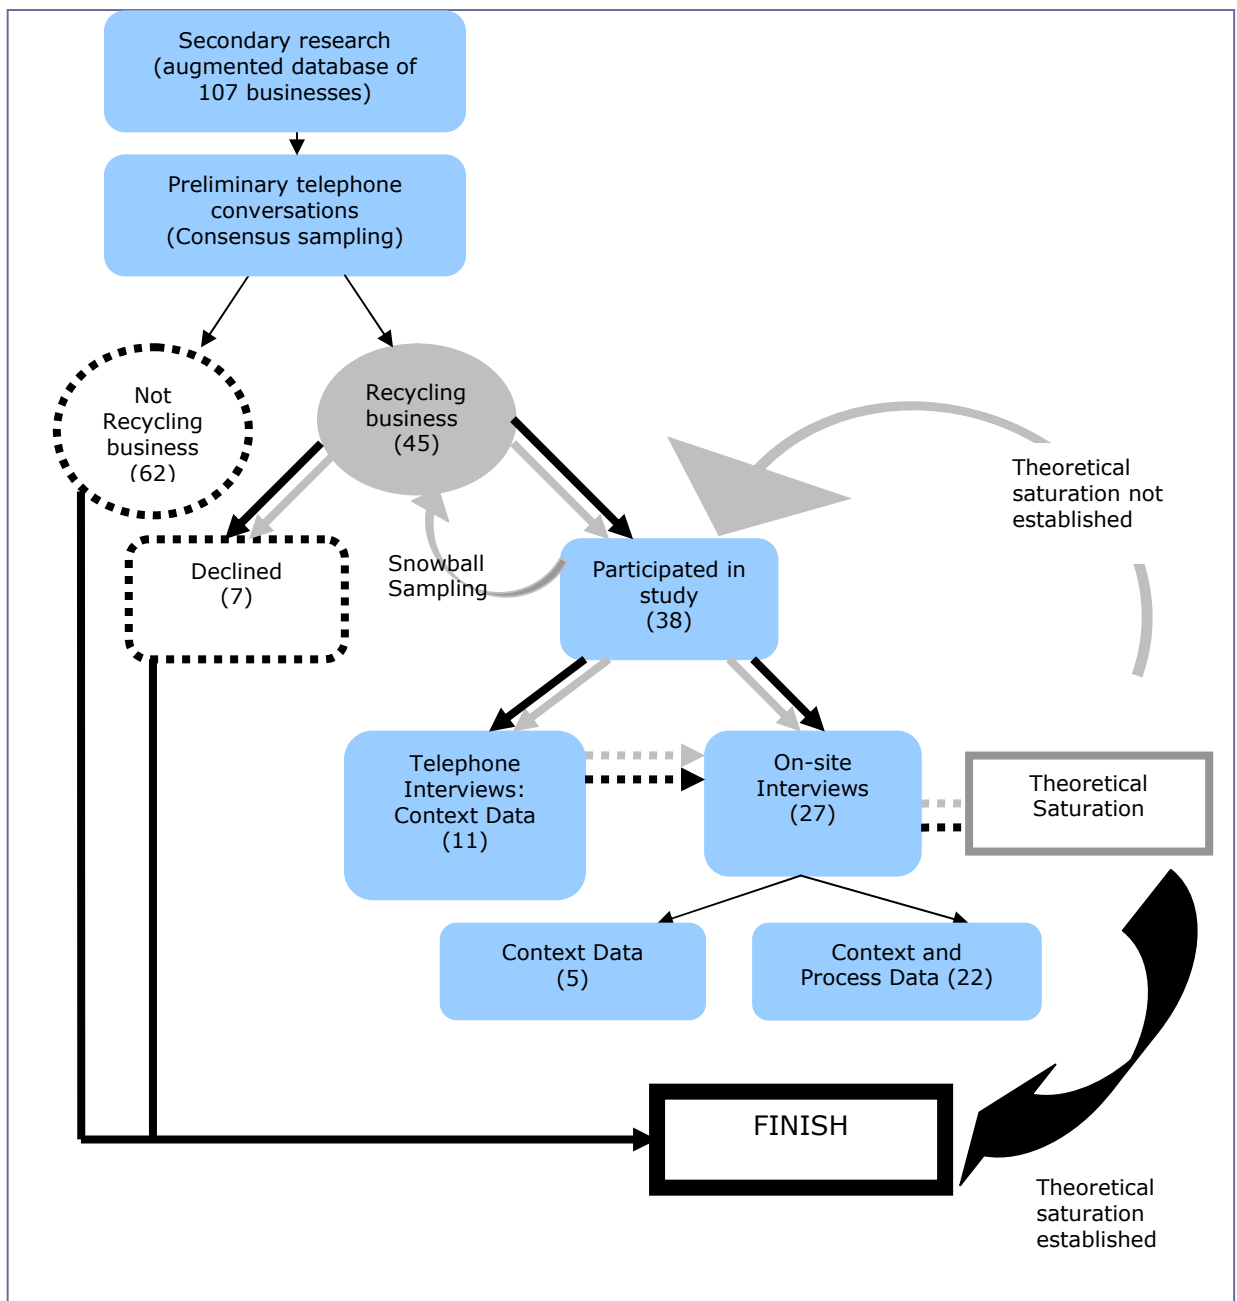 Secondary research
(augmented database of
107 businesses)
Preliminary telephone
conversations
(Consensus sampling)
Not
Recycling
business
(62)
Recycling
business
(45)
Theoretical
saturation not
established
Declined
(7)
Snowball
Sampling
Participated in
study
(38)
Telephone
Interviews:
Context Data
(11)
On-site
Interviews
(27)
Theoretical
Saturation
Context Data
(5)
Context and
Process Data (22)
FINISH
Theoretical
saturation
established